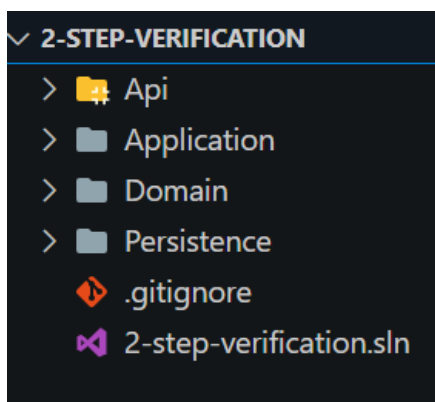 2-STEP-VERIFICATION
Api
Application
Domain
Persistence
.gitignore
2-step-verification.sln